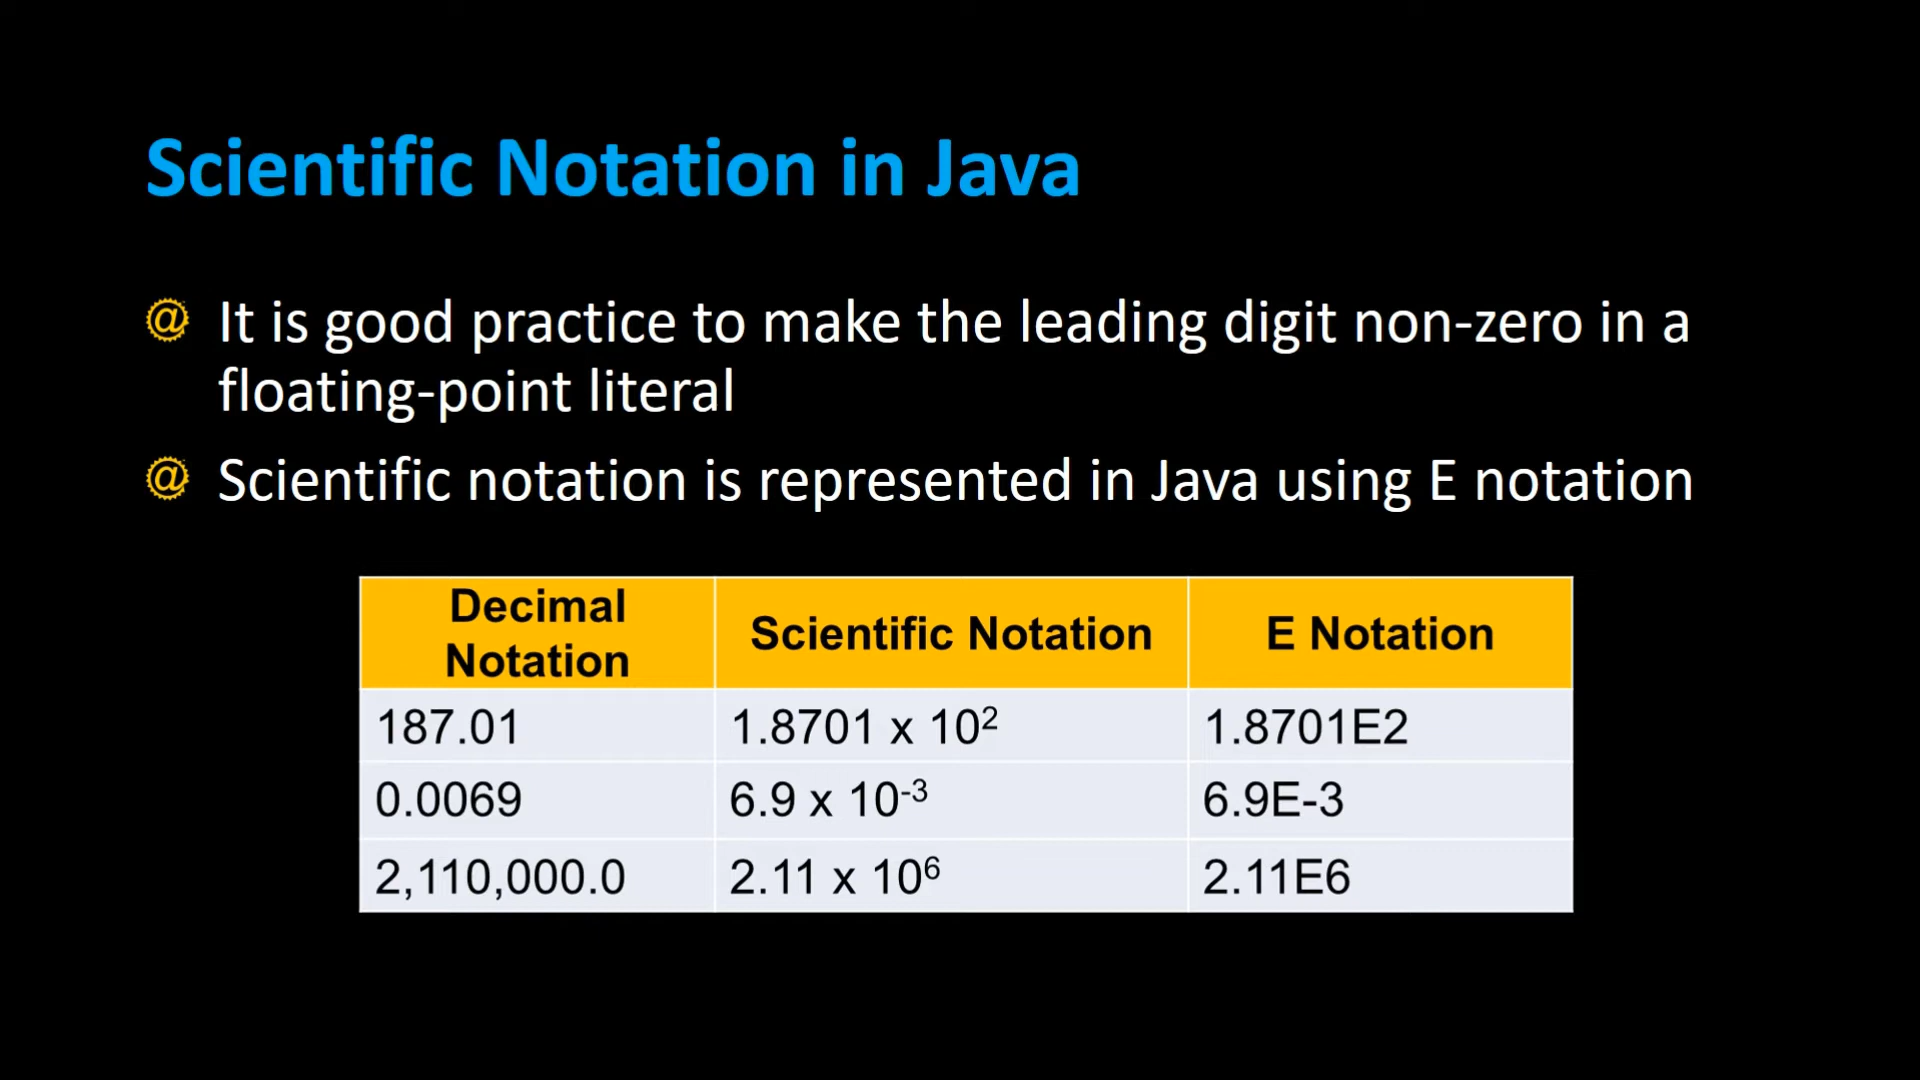 Scientific Notation in Java
@ It is good practice to make the leading digit non-zero in a
floating-point literal
@ Scientific notation is represented in Java using E notation
Decimal
Notation
Scientific Notation
E Notation
187.01
1.8701 x 10²
1.8701E2
0.0069
6.9 x 10⁻³
6.9E-3
2,110,000.0
2.11 x 10⁶
2.11E6